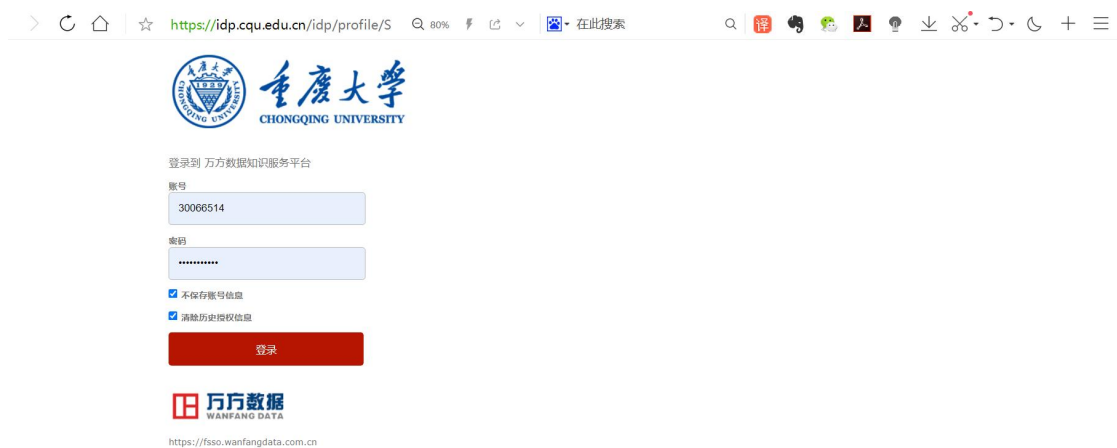 https://idp.cqu.edu.cn/idp/profile/S 80% 在此搜索 译
重庆大学
CHONGQING UNIVERSITY
登录到 万方数据知识服务平台
账号
30066514
密码
•••••••••••
不保存账号信息
清除历史授权信息
登录
万方数据
WANFANG DATA
https://fsso.wanfangdata.com.cn